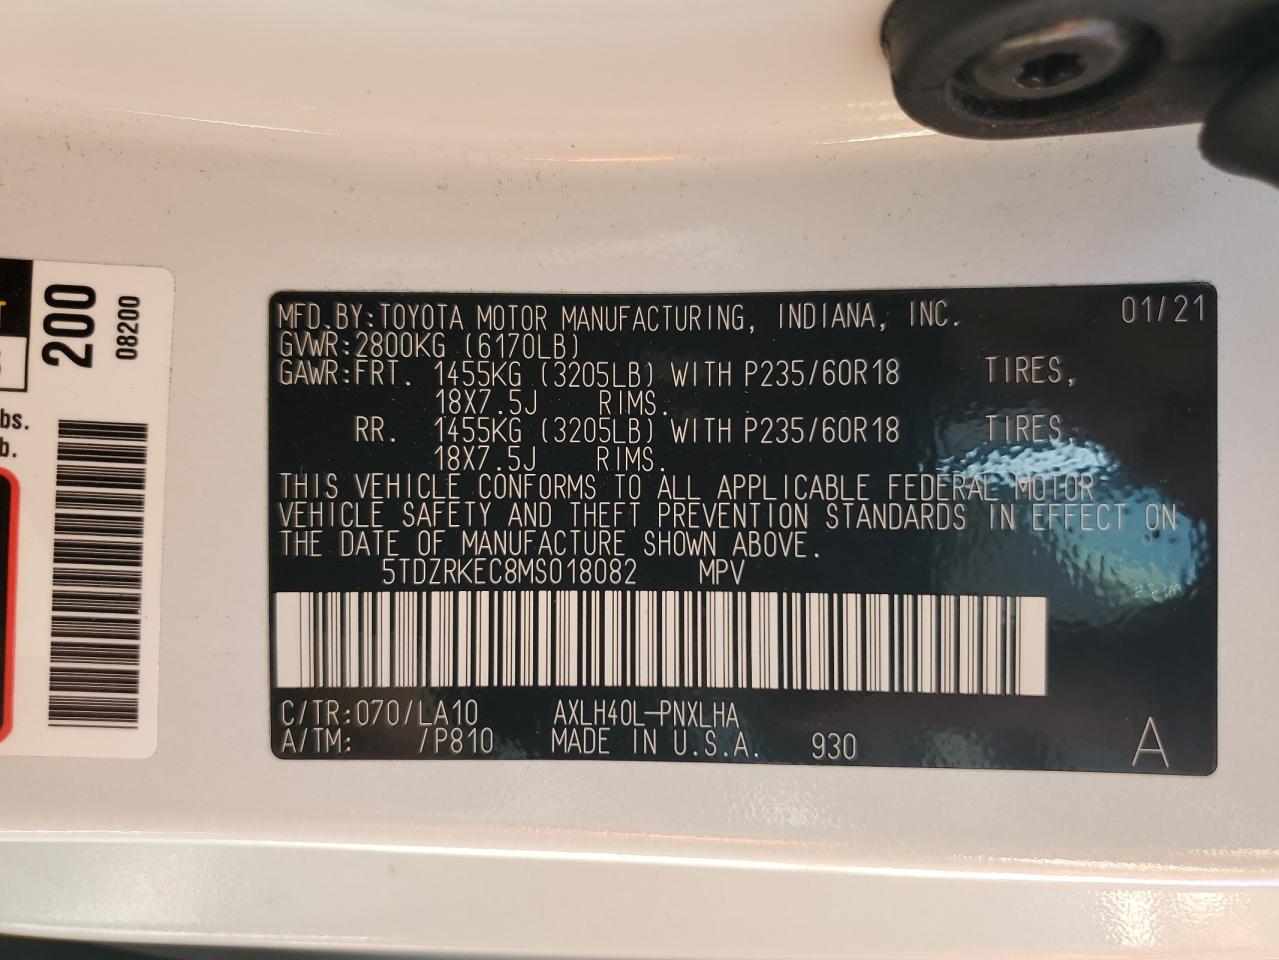 MFD.BY:TOYOTA MOTOR MANUFACTURING, INDIANA, INC. 01/21
GVWR:2800KG (6170LB)
GAWR:FRT. 1455KG (3205LB) WITH P235/60R18 TIRES,
18X7.5J RIMS.
RR. 1455KG (3205LB) WITH P235/60R18 TIRES,
18X7.5J RIMS.
THIS VEHICLE CONFORMS TO ALL APPLICABLE FEDERAL MOTOR
VEHICLE SAFETY AND THEFT PREVENTION STANDARDS IN EFFECT ON
THE DATE OF MANUFACTURE SHOWN ABOVE.
5TDZRKEC8MS018082 MPV
C/TR:070/LA10 AXLH40L-PNXLHA
A/TM: /P810 MADE IN U.S.A. 930 A
200
08200